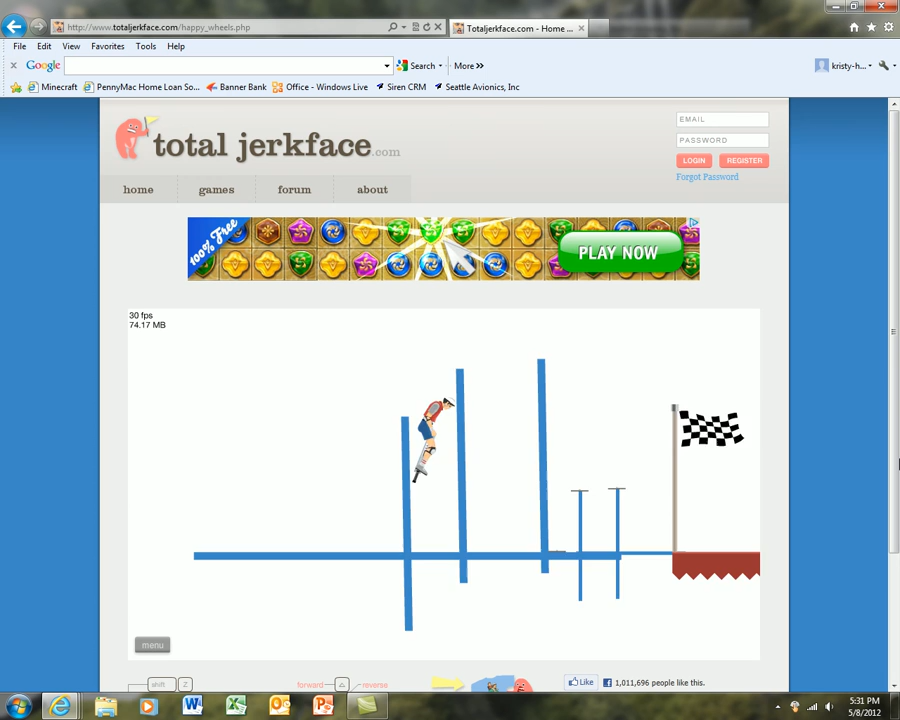 http://www.totaljerkface.com/happy_wheels.php
Totaljerkface.com - Home ...
File Edit View Favorites Tools Help
Google Search More »
kristy-h...
Minecraft PennyMac Home Loan So... Banner Bank Office - Windows Live Siren CRM Seattle Avionics, Inc
total jerkface.com
EMAIL
PASSWORD
LOGIN REGISTER
Forgot Password
home games forum about
100% Free
PLAY NOW
30 fps
74.17 MB
menu
shift Z
forward reverse
Like 1,011,696 people like this.
5:31 PM
5/8/2012